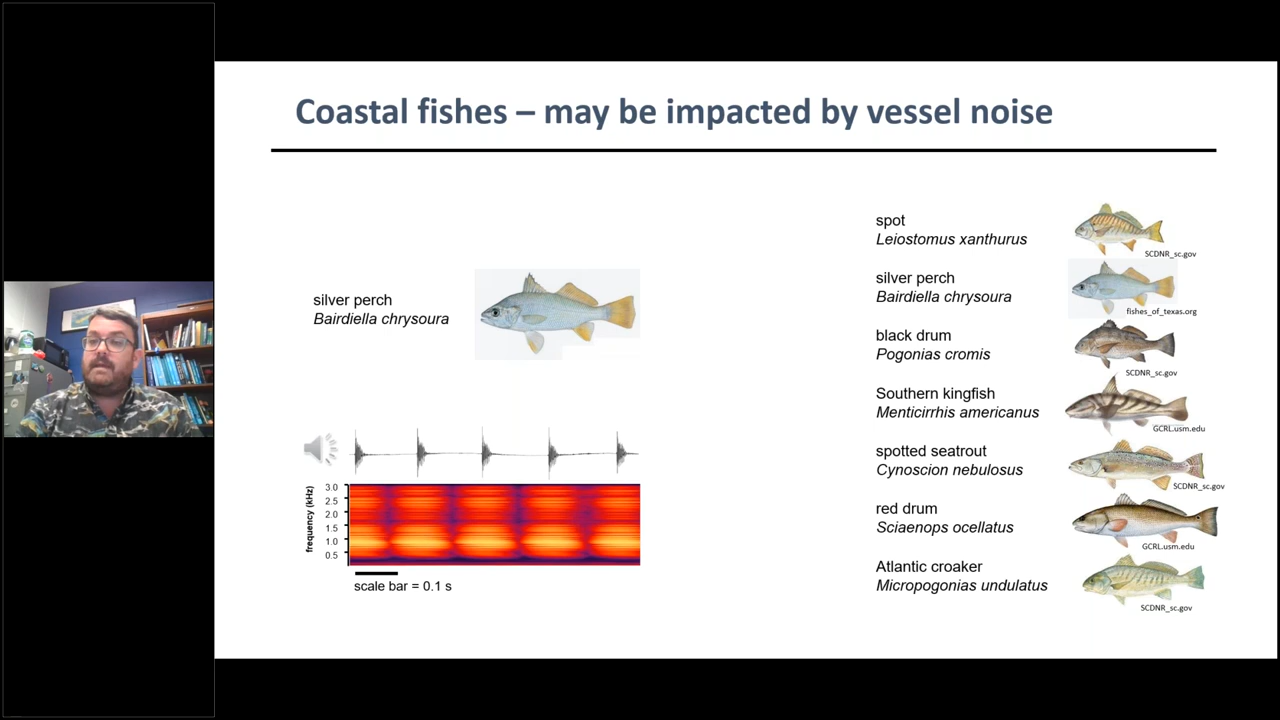 Coastal fishes – may be impacted by vessel noise
silver perch
Bairdiella chrysoura
3.0
2.5
2.0
1.5
1.0
0.5
frequency (kHz)
scale bar = 0.1 s
spot
Leiostomus xanthurus
SCDNR_sc.gov
silver perch
Bairdiella chrysoura
fishes_of_texas.org
black drum
Pogonias cromis
SCDNR_sc.gov
Southern kingfish
Menticirrhis americanus
GCRL.usm.edu
spotted seatrout
Cynoscion nebulosus
SCDNR_sc.gov
red drum
Sciaenops ocellatus
GCRL.usm.edu
Atlantic croaker
Micropogonias undulatus
SCDNR_sc.gov